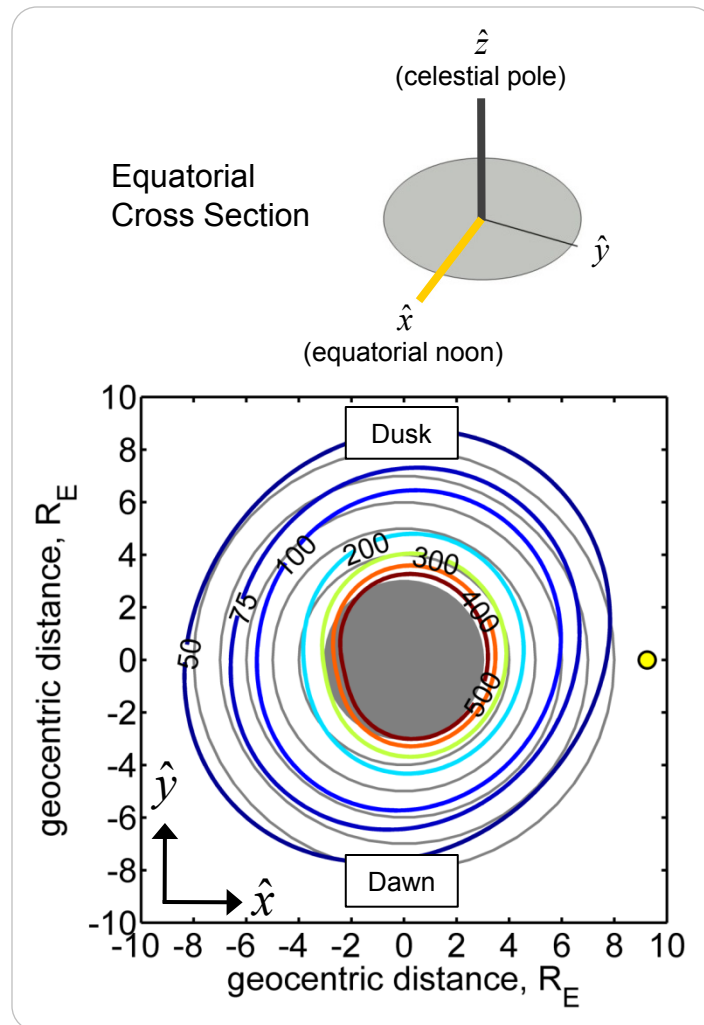 ẑ
(celestial pole)
Equatorial
Cross Section
ŷ
x̂
(equatorial noon)
10
8
6
4
2
0
-2
-4
-6
-8
-10
geocentric distance, R_E
Dusk
50
75
100
200
300
400
500
Dawn
ŷ
x̂
-10 -8 -6 -4 -2 0 2 4 6 8 10
geocentric distance, R_E